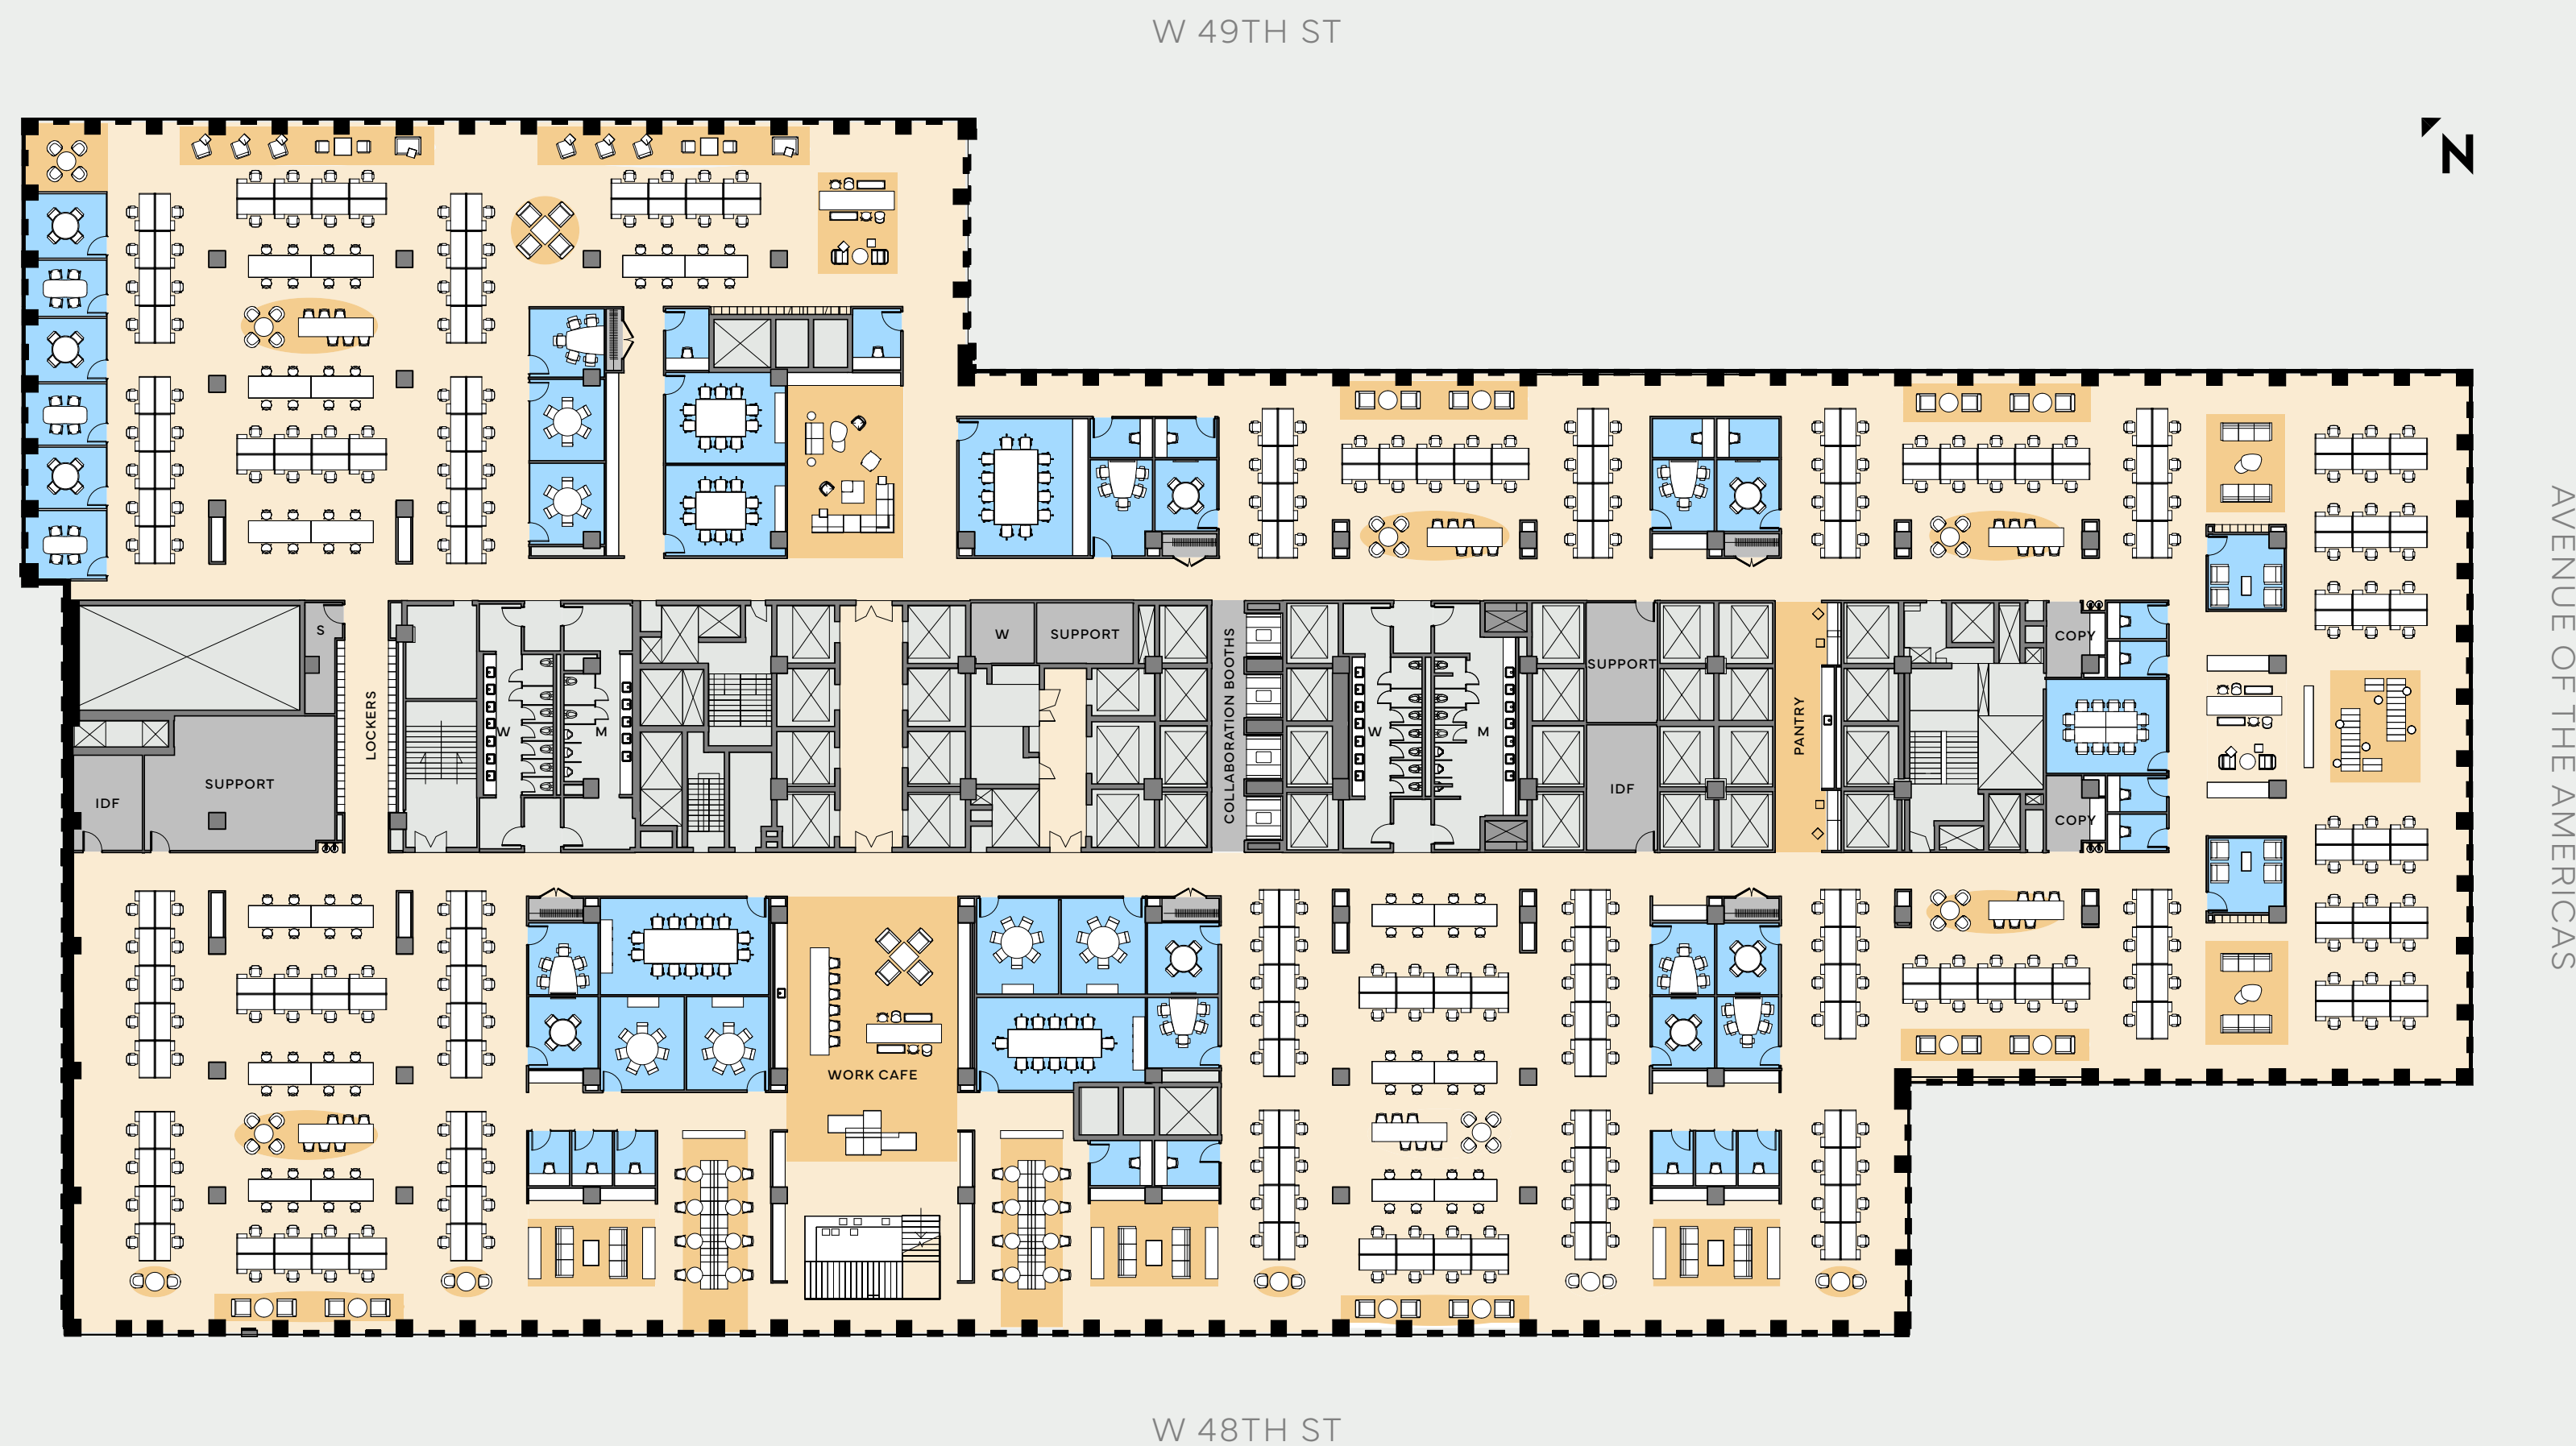 W 49TH ST
N
S
W
SUPPORT
COPY
SUPPORT
LOCKERS
COLLABORATION BOOTHS
PANTRY
W
M
W
M
SUPPORT
IDF
IDF
COPY
AVENUE OF THE AMERICAS
WORK CAFE
W 48TH ST